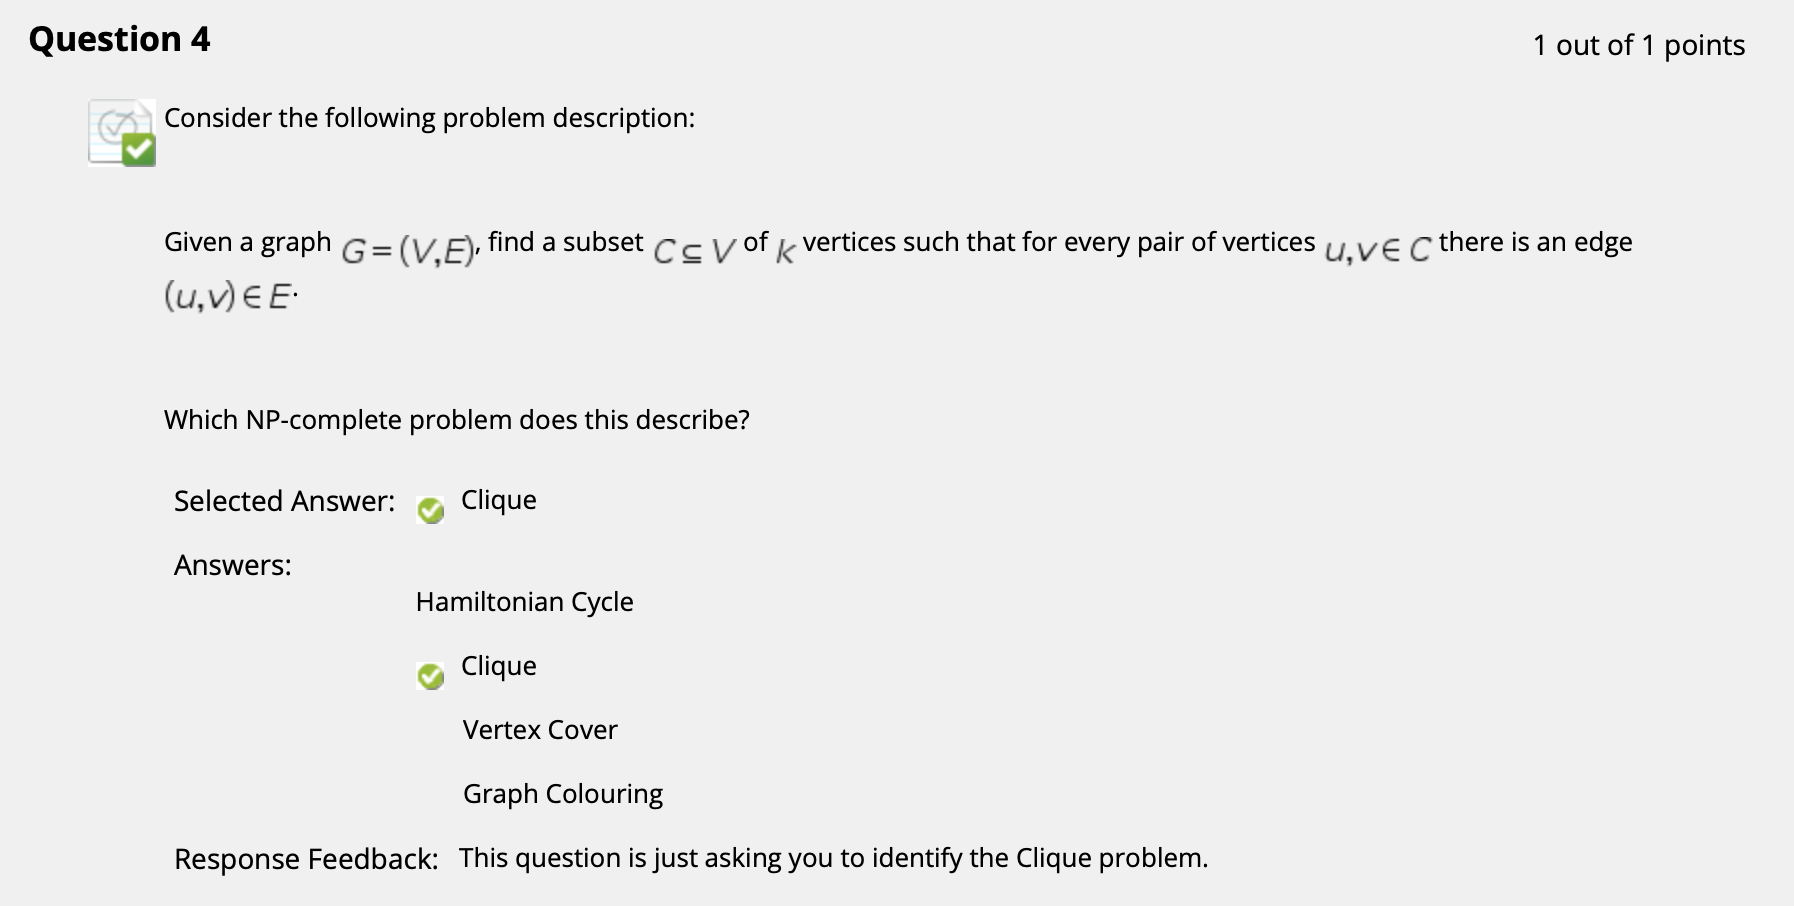 Question 4
1 out of 1 points
Consider the following problem description:
Given a graph G=(V,E), find a subset C⊆V of k vertices such that for every pair of vertices u,v∈C there is an edge
(u,v)∈E.
Which NP-complete problem does this describe?
Selected Answer: Clique
Answers:
Hamiltonian Cycle
Clique
Vertex Cover
Graph Colouring
Response Feedback: This question is just asking you to identify the Clique problem.